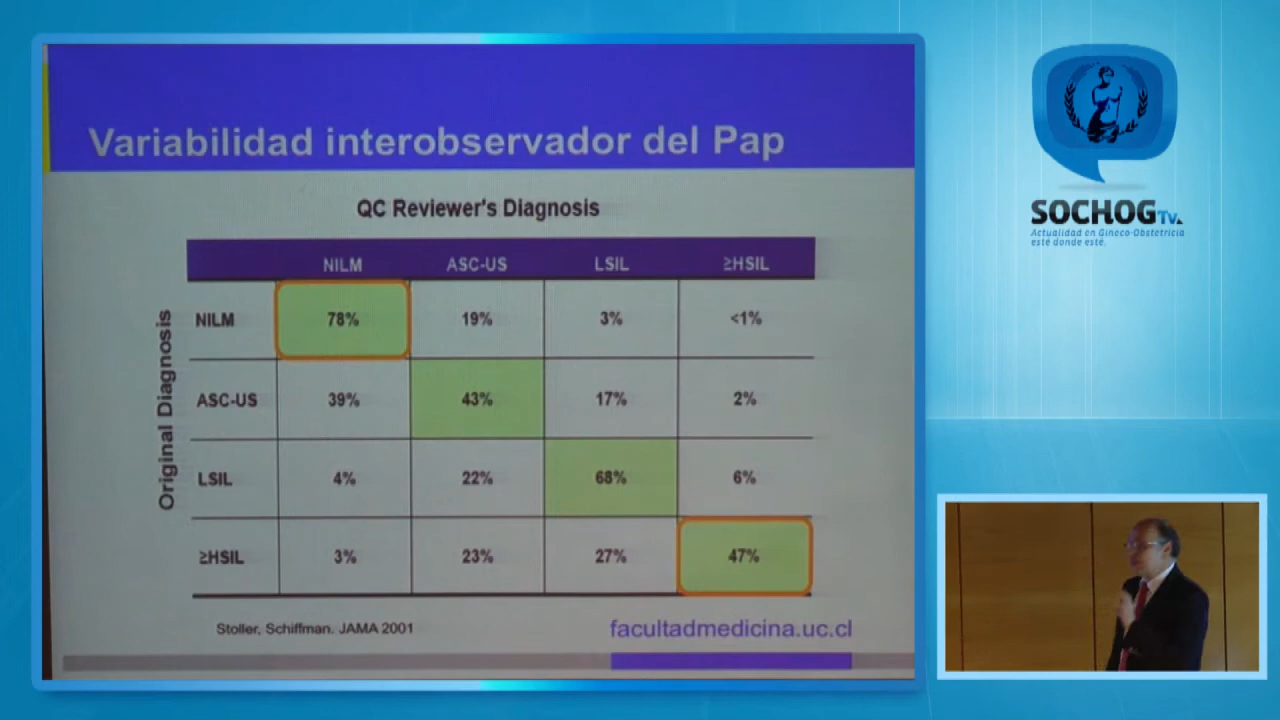 Variabilidad interobservador del Pap
QC Reviewer's Diagnosis
NILM ASC-US LSIL ≥HSIL
Original Diagnosis
NILM 78% 19% 3% <1%
ASC-US 39% 43% 17% 2%
LSIL 4% 22% 68% 6%
≥HSIL 3% 23% 27% 47%
Stoller, Schiffman. JAMA 2001
facultadmedicina.uc.cl
SOCHOG Tv.
Actualidad en Gineco-Obstetricia
esté donde esté.